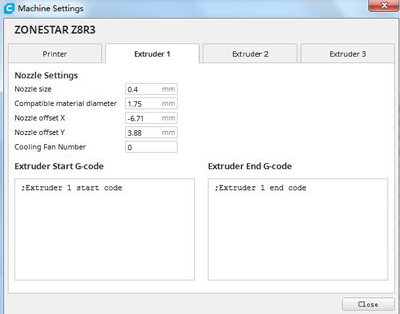 Machine Settings
ZONESTAR Z8R3
Printer Extruder 1 Extruder 2 Extruder 3
Nozzle Settings
Nozzle size 0.4 mm
Compatible material diameter 1.75 mm
Nozzle offset X -6.71 mm
Nozzle offset Y 3.88 mm
Cooling Fan Number 0
Extruder Start G-code Extruder End G-code
;Extruder 1 start code ;Extruder 1 end code
Close